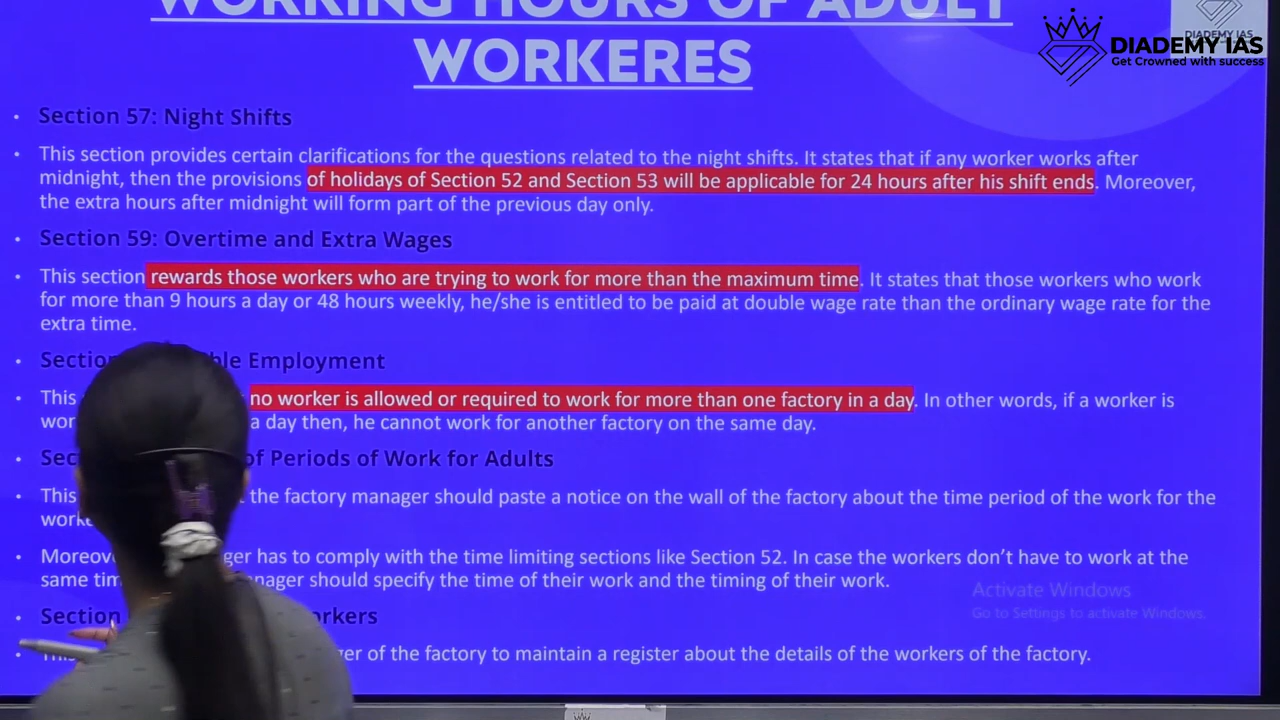 WORKING HOURS OF ADULT
WORKERES
DIADEMY IAS
DIADEMY IAS
Get Crowned with success
• Section 57: Night Shifts
• This section provides certain clarifications for the questions related to the night shifts. It states that if any worker works after
midnight, then the provisions of holidays of Section 52 and Section 53 will be applicable for 24 hours after his shift ends. Moreover,
the extra hours after midnight will form part of the previous day only.
• Section 59: Overtime and Extra Wages
• This section rewards those workers who are trying to work for more than the maximum time. It states that those workers who work
for more than 9 hours a day or 48 hours weekly, he/she is entitled to be paid at double wage rate than the ordinary wage rate for the
extra time.
• Section Employment
• This no worker is allowed or required to work for more than one factory in a day. In other words, if a worker is
a day then, he cannot work for another factory on the same day.
• of Periods of Work for Adults
• This the factory manager should paste a notice on the wall of the factory about the time period of the work for the
• has to comply with the time limiting sections like Section 52. In case the workers don’t have to work at the
same should specify the time of their work and the timing of their work.
• Section
• of the factory to maintain a register about the details of the workers of the factory.
Activate Windows
Go to Settings to activate Windows.